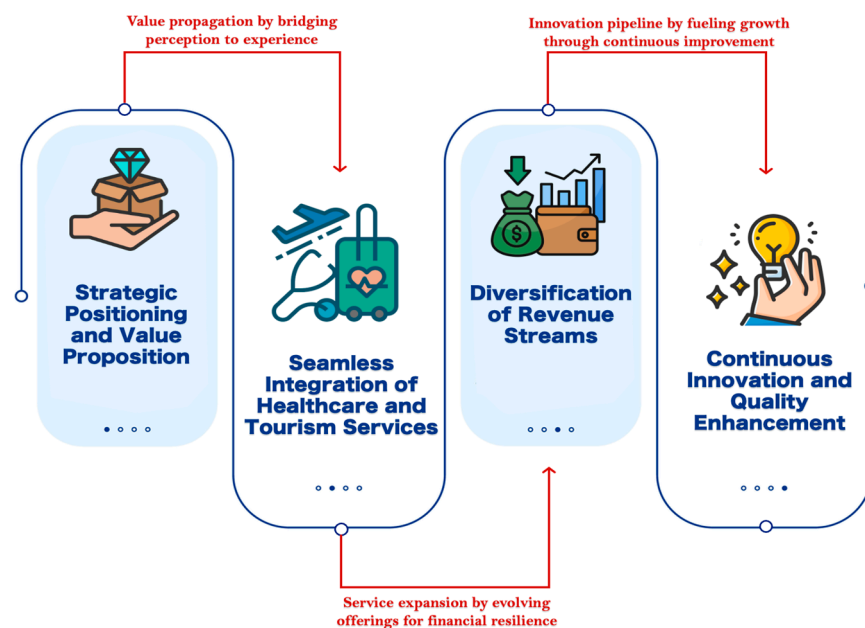 Value propagation by bridging
perception to experience
Innovation pipeline by fueling growth
through continuous improvement
Strategic
Positioning
and Value
Proposition
Seamless
Integration of
Healthcare and
Tourism Services
Diversification
of Revenue
Streams
Continuous
Innovation and
Quality
Enhancement
Service expansion by evolving
offerings for financial resilience